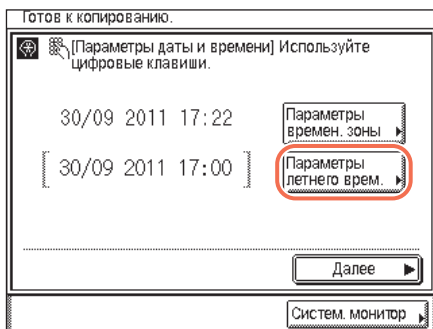 Готов к копированию.
[Параметры даты и времени] Используйте
цифровые клавиши.
30/09 2011 17:22
Параметры
времен. зоны
[ 30/09 2011 17:00 ]
Параметры
летнего врем.
Далее
Систем. монитор